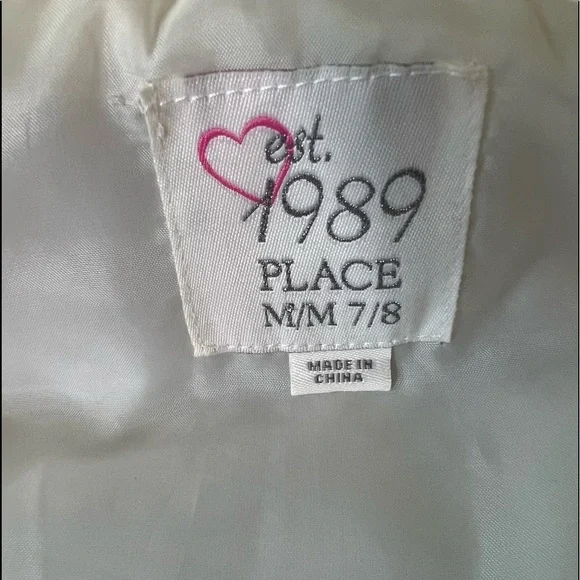 est.
1989
PLACE
M/M 7/8
MADE IN
CHINA